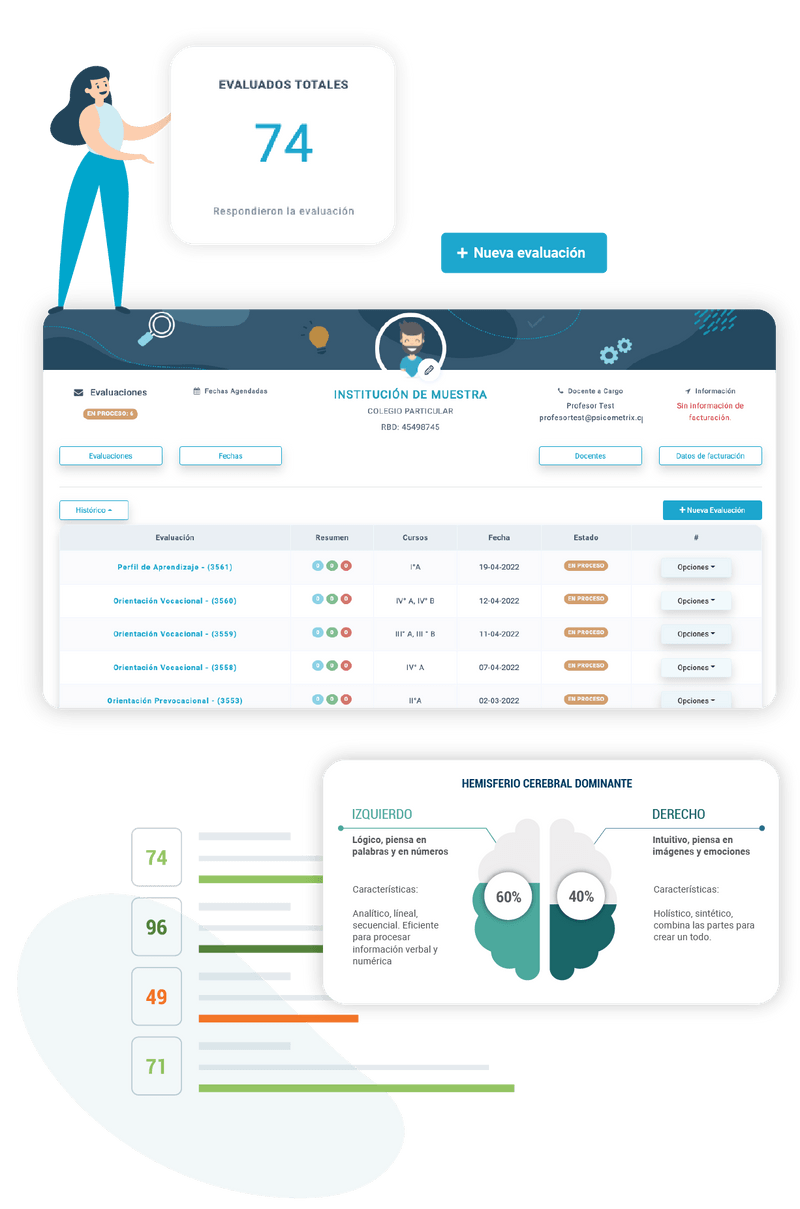 EVALUADOS TOTALES
74
Respondieron la evaluación
+ Nueva evaluación
Evaluaciones
EN PROCESO: 6
Fechas Agendadas
INSTITUCIÓN DE MUESTRA
COLEGIO PARTICULAR
RBD: 45498745
Docente a Cargo
Profesor Test
profesortest@psicometrix.c
Información
Sin información de
facturación.
Evaluaciones
Fechas
Docentes
Datos de facturación
Histórico
+ Nueva Evaluación
Evaluación Resumen Cursos Fecha Estado #
Perfil de Aprendizaje - (3561) 0 0 0 I°A 19-04-2022 EN PROCESO Opciones
Orientación Vocacional - (3560) 0 0 0 IV° A, IV° B 12-04-2022 EN PROCESO Opciones
Orientación Vocacional - (3559) 0 0 0 III° A, III ° B 11-04-2022 EN PROCESO Opciones
Orientación Vocacional - (3558) 0 0 0 IV° A 07-04-2022 EN PROCESO Opciones
Orientación Prevocacional - (3553) 0 0 0 II°A 02-03-2022 EN PROCESO Opciones
HEMISFERIO CEREBRAL DOMINANTE
IZQUIERDO
Lógico, piensa en
palabras y en números
Características:
Analítico, líneal,
secuencial. Eficiente
para procesar
información verbal y
numérica
60%
40%
DERECHO
Intuitivo, piensa en
imágenes y emociones
Características:
Holístico, sintético,
combina las partes para
crear un todo.
74
96
49
71